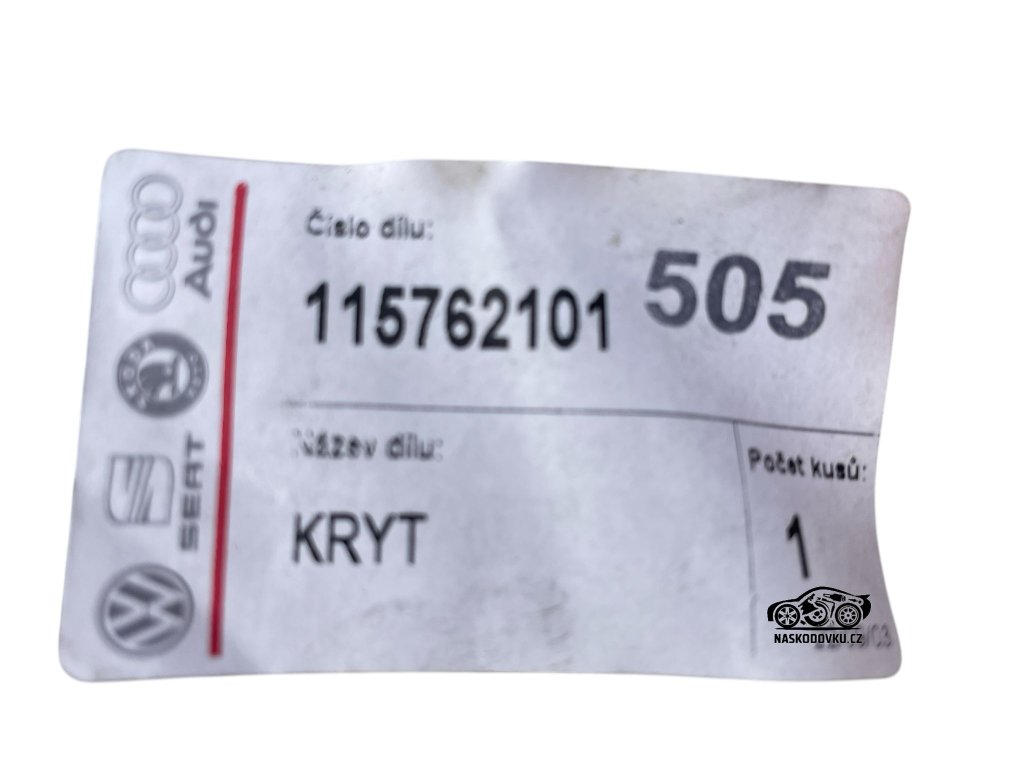 Audi
SEAT
Číslo dílu:
115762101
505
Název dílu:
KRYT
Počet kusů:
1
NASKODOVKU.CZ